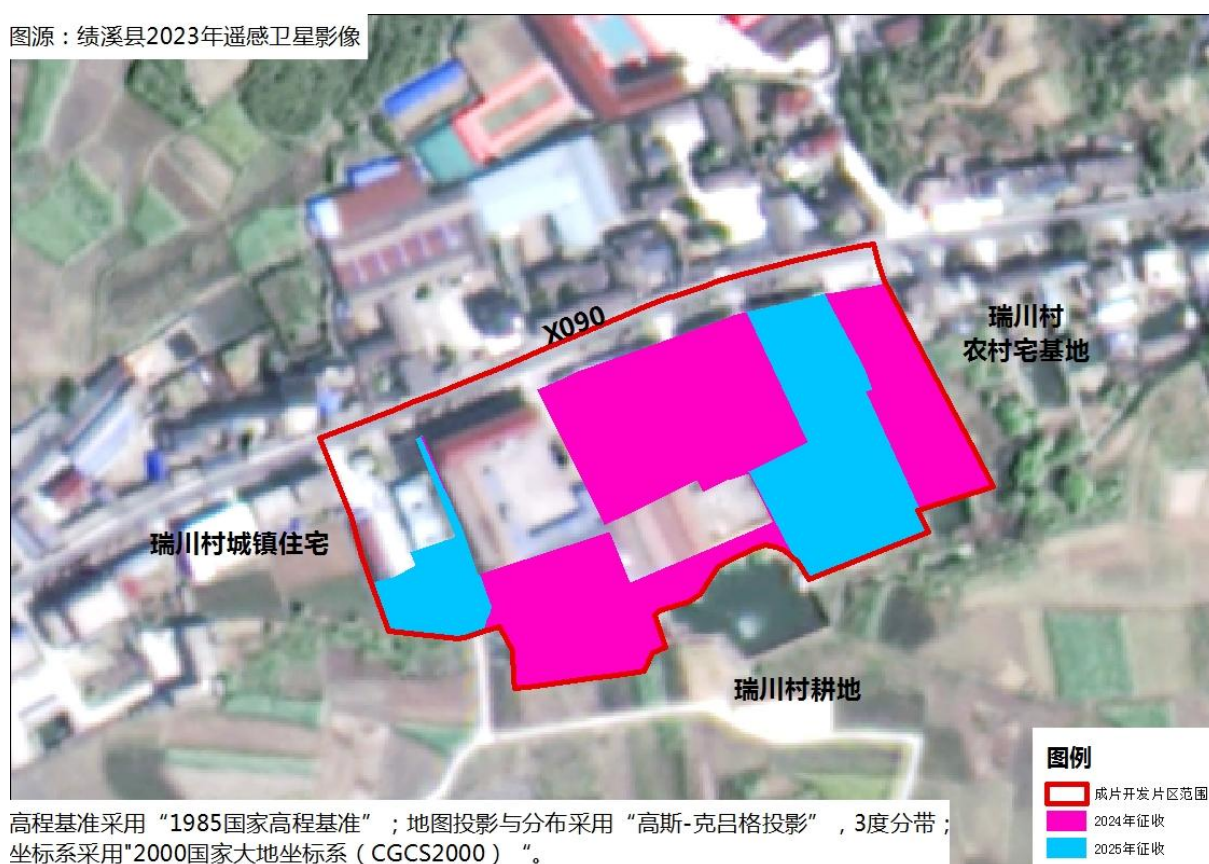 图源：绩溪县2023年遥感卫星影像
X090
瑞川村
农村宅基地
瑞川村城镇住宅
瑞川村耕地
图例
成片开发片区范围
2024年征收
2025年征收
高程基准采用“1985国家高程基准”；地图投影与分布采用“高斯-克吕格投影”，3度分带；
坐标系采用"2000国家大地坐标系（CGCS2000）“。